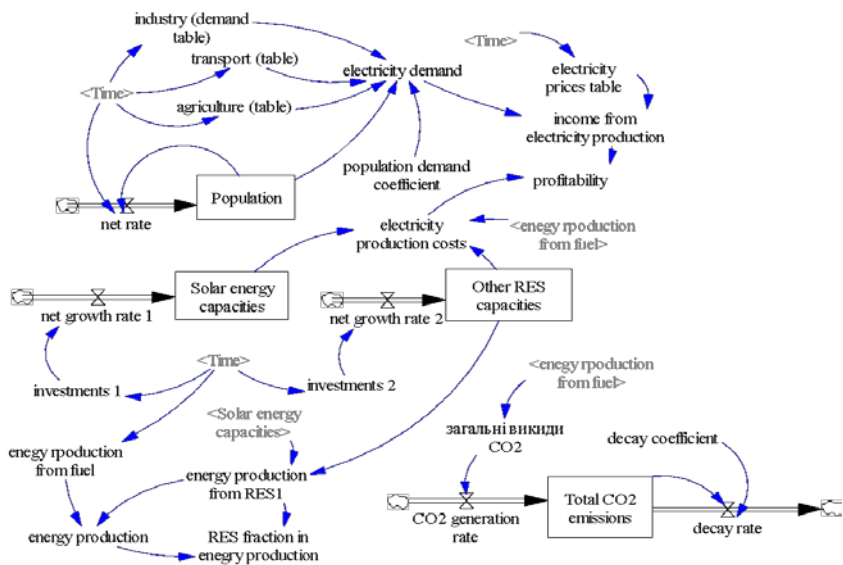 industry (demand
table)
transport (table)
<Time>
agriculture (table)
electricity demand
<Time>
electricity
prices table
income from
electricity production
population demand
coefficient
profitability
Population
net rate
electricity
production costs
<enegy rpoduction
from fuel>
Solar energy
capacities
net growth rate 1
Other RES
capacities
net growth rate 2
<Time>
investments 1
investments 2
<enegy rpoduction
from fuel>
<Solar energy
capacities>
загальні викиди
CO2
decay coefficient
enegy rpoduction
from fuel
energy production
from RES1
Total CO2
emissions
CO2 generation
rate
decay rate
energy production
RES fraction in
enegry production